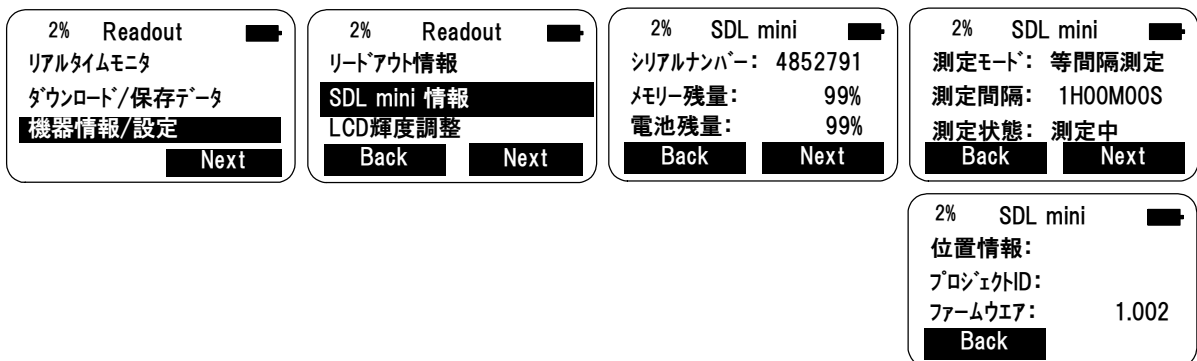 2% Readout
ﾘｱﾙﾀｲﾑﾓﾆﾀ
ﾀﾞｳﾝﾛｰﾄﾞ/保存ﾃﾞｰﾀ
機器情報/設定
Next
2% Readout
ﾘｰﾄﾞｱｳﾄ情報
SDL mini 情報
LCD輝度調整
Back Next
2% SDL mini
ｼﾘｱﾙﾅﾝﾊﾞｰ: 4852791
ﾒﾓﾘｰ残量: 99%
電池残量: 99%
Back Next
2% SDL mini
測定ﾓｰﾄﾞ: 等間隔測定
測定間隔: 1H00M00S
測定状態: 測定中
Back Next
2% SDL mini
位置情報:
ﾌﾟﾛｼﾞｪｸﾄID:
ﾌｧｰﾑｳｴｱ: 1.002
Back